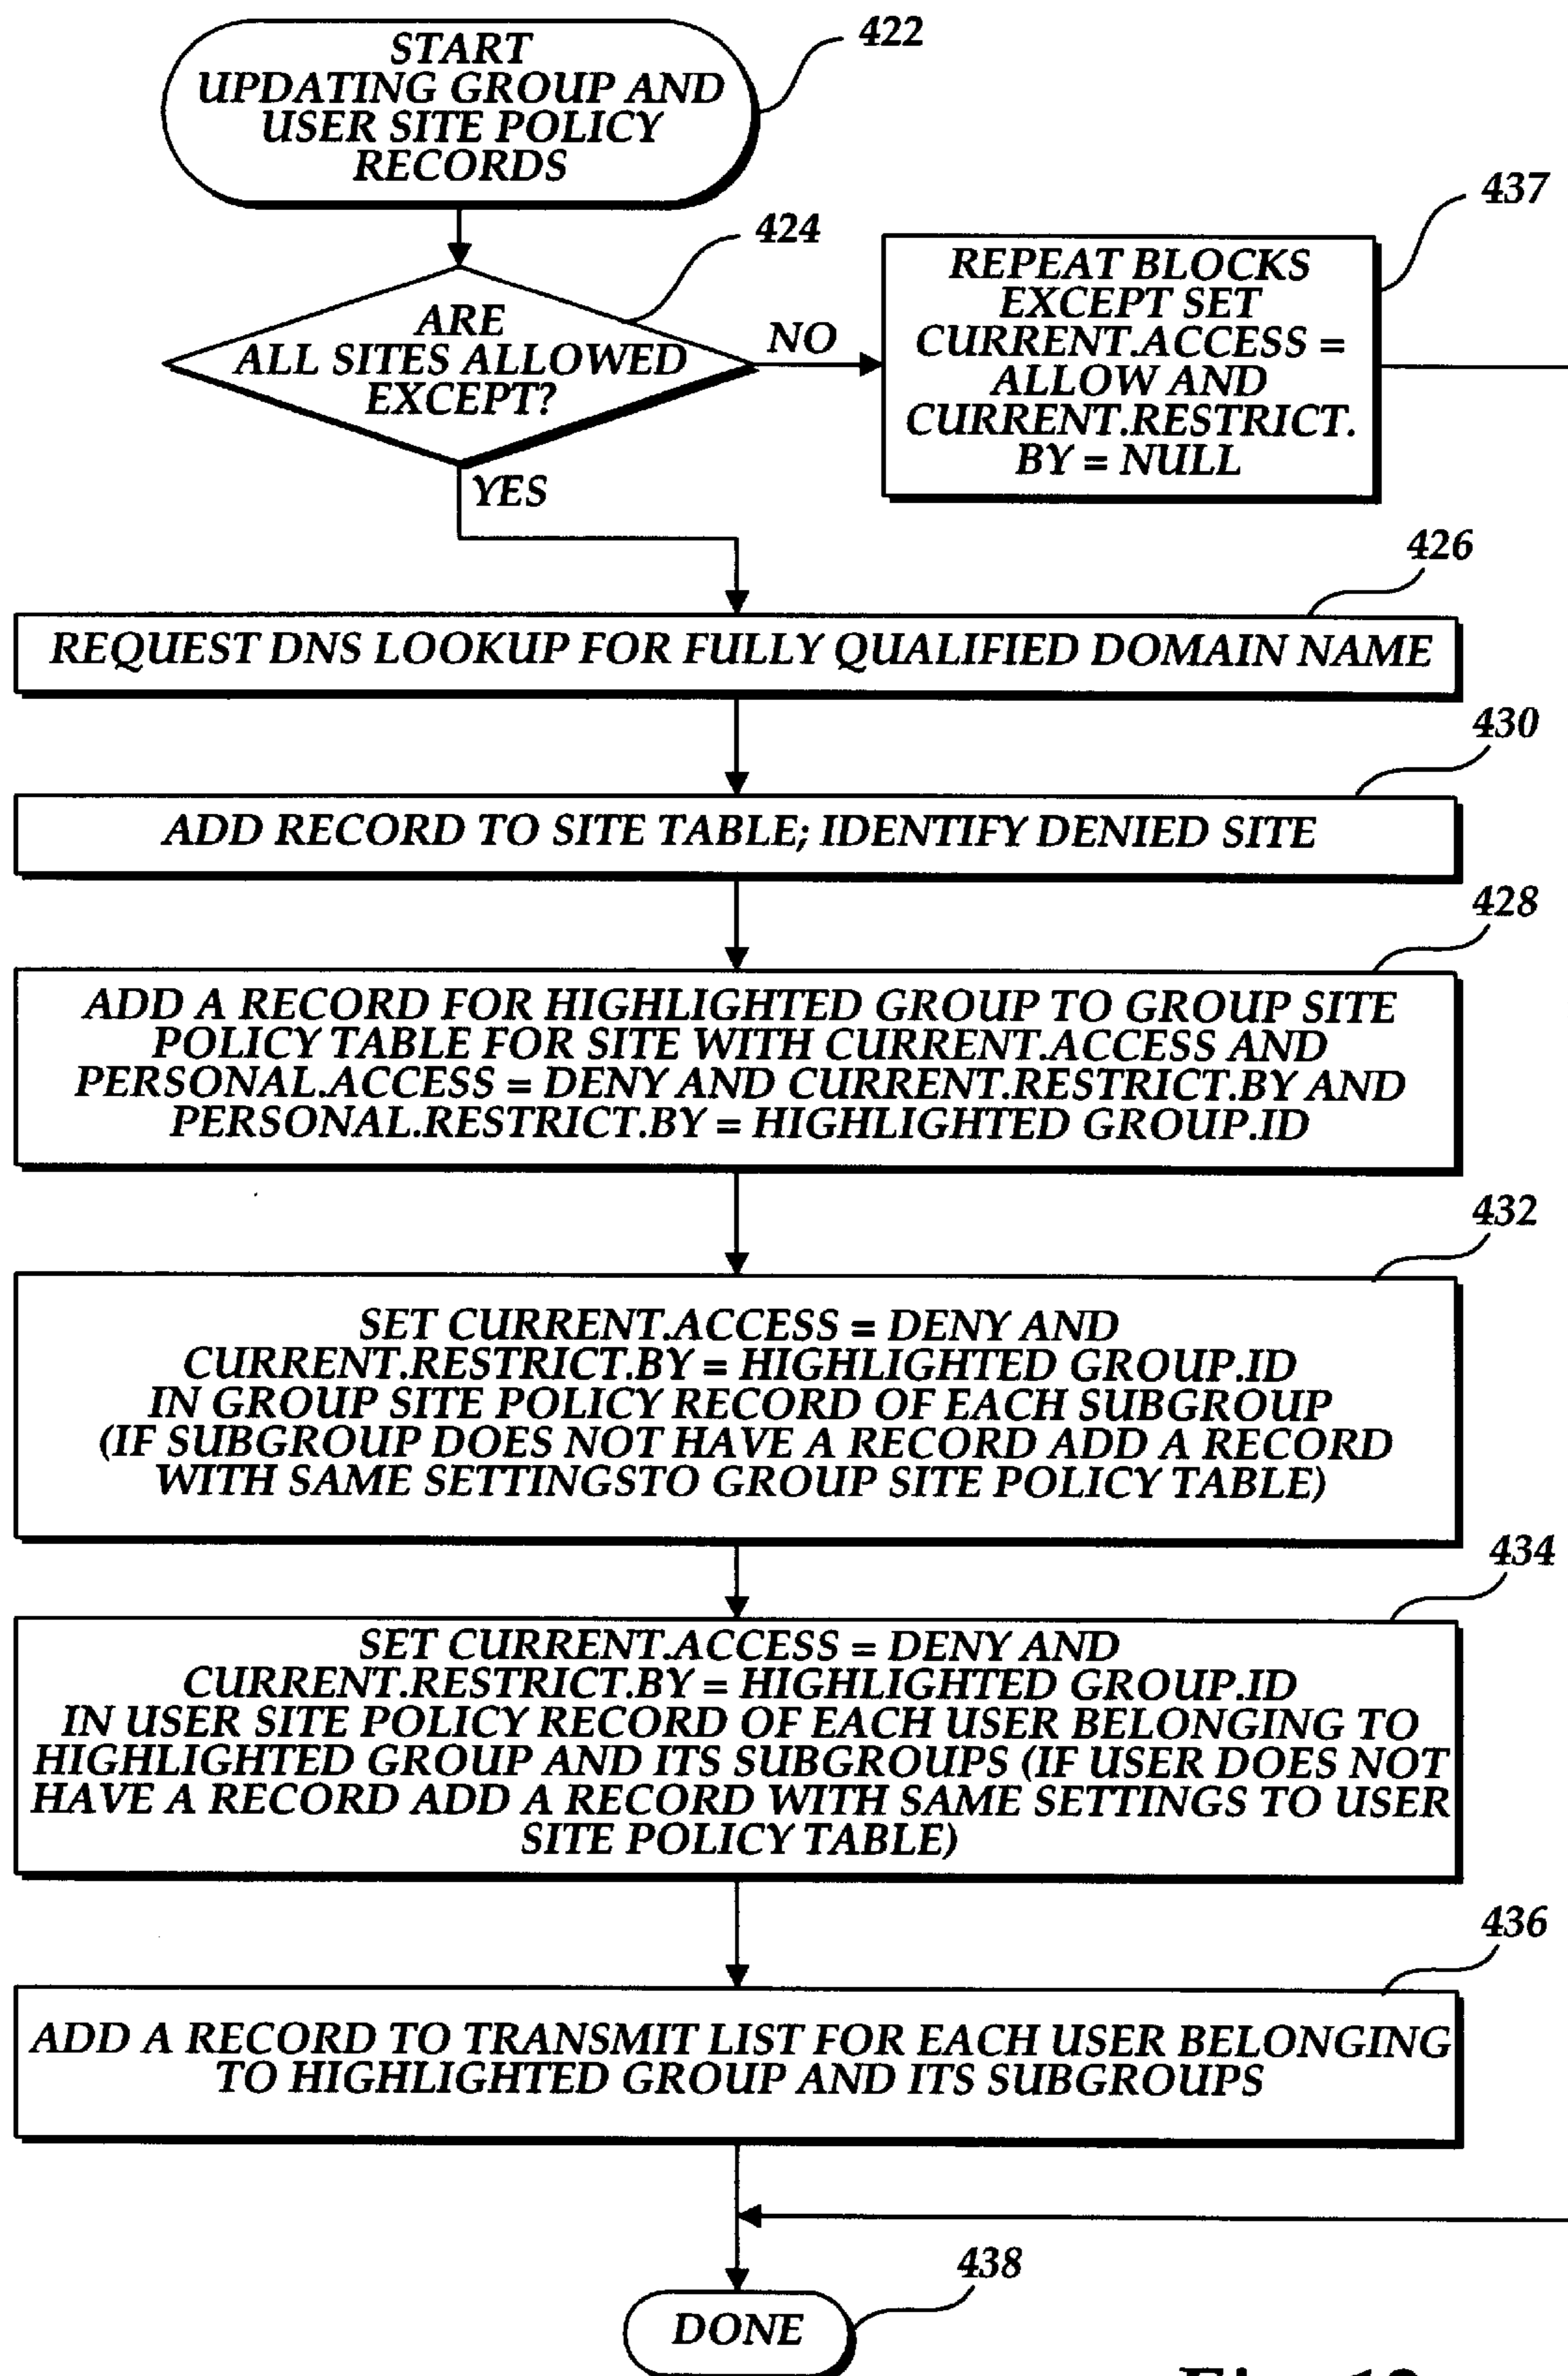 START
UPDATING GROUP AND
USER SITE POLICY
RECORDS
422
424
ARE
ALL SITES ALLOWED
EXCEPT?
NO
437
REPEAT BLOCKS
EXCEPT SET
CURRENT.ACCESS =
ALLOW AND
CURRENT.RESTRICT.
BY = NULL
YES
426
REQUEST DNS LOOKUP FOR FULLY QUALIFIED DOMAIN NAME
430
ADD RECORD TO SITE TABLE; IDENTIFY DENIED SITE
428
ADD A RECORD FOR HIGHLIGHTED GROUP TO GROUP SITE
POLICY TABLE FOR SITE WITH CURRENT.ACCESS AND
PERSONAL.ACCESS = DENY AND CURRENT.RESTRICT.BY AND
PERSONAL.RESTRICT.BY = HIGHLIGHTED GROUP.ID
432
SET CURRENT.ACCESS = DENY AND
CURRENT.RESTRICT.BY = HIGHLIGHTED GROUP.ID
IN GROUP SITE POLICY RECORD OF EACH SUBGROUP
(IF SUBGROUP DOES NOT HAVE A RECORD ADD A RECORD
WITH SAME SETTINGSTO GROUP SITE POLICY TABLE)
434
SET CURRENT.ACCESS = DENY AND
CURRENT.RESTRICT.BY = HIGHLIGHTED GROUP.ID
IN USER SITE POLICY RECORD OF EACH USER BELONGING TO
HIGHLIGHTED GROUP AND ITS SUBGROUPS (IF USER DOES NOT
HAVE A RECORD ADD A RECORD WITH SAME SETTINGS TO USER
SITE POLICY TABLE)
436
ADD A RECORD TO TRANSMIT LIST FOR EACH USER BELONGING
TO HIGHLIGHTED GROUP AND ITS SUBGROUPS
438
DONE